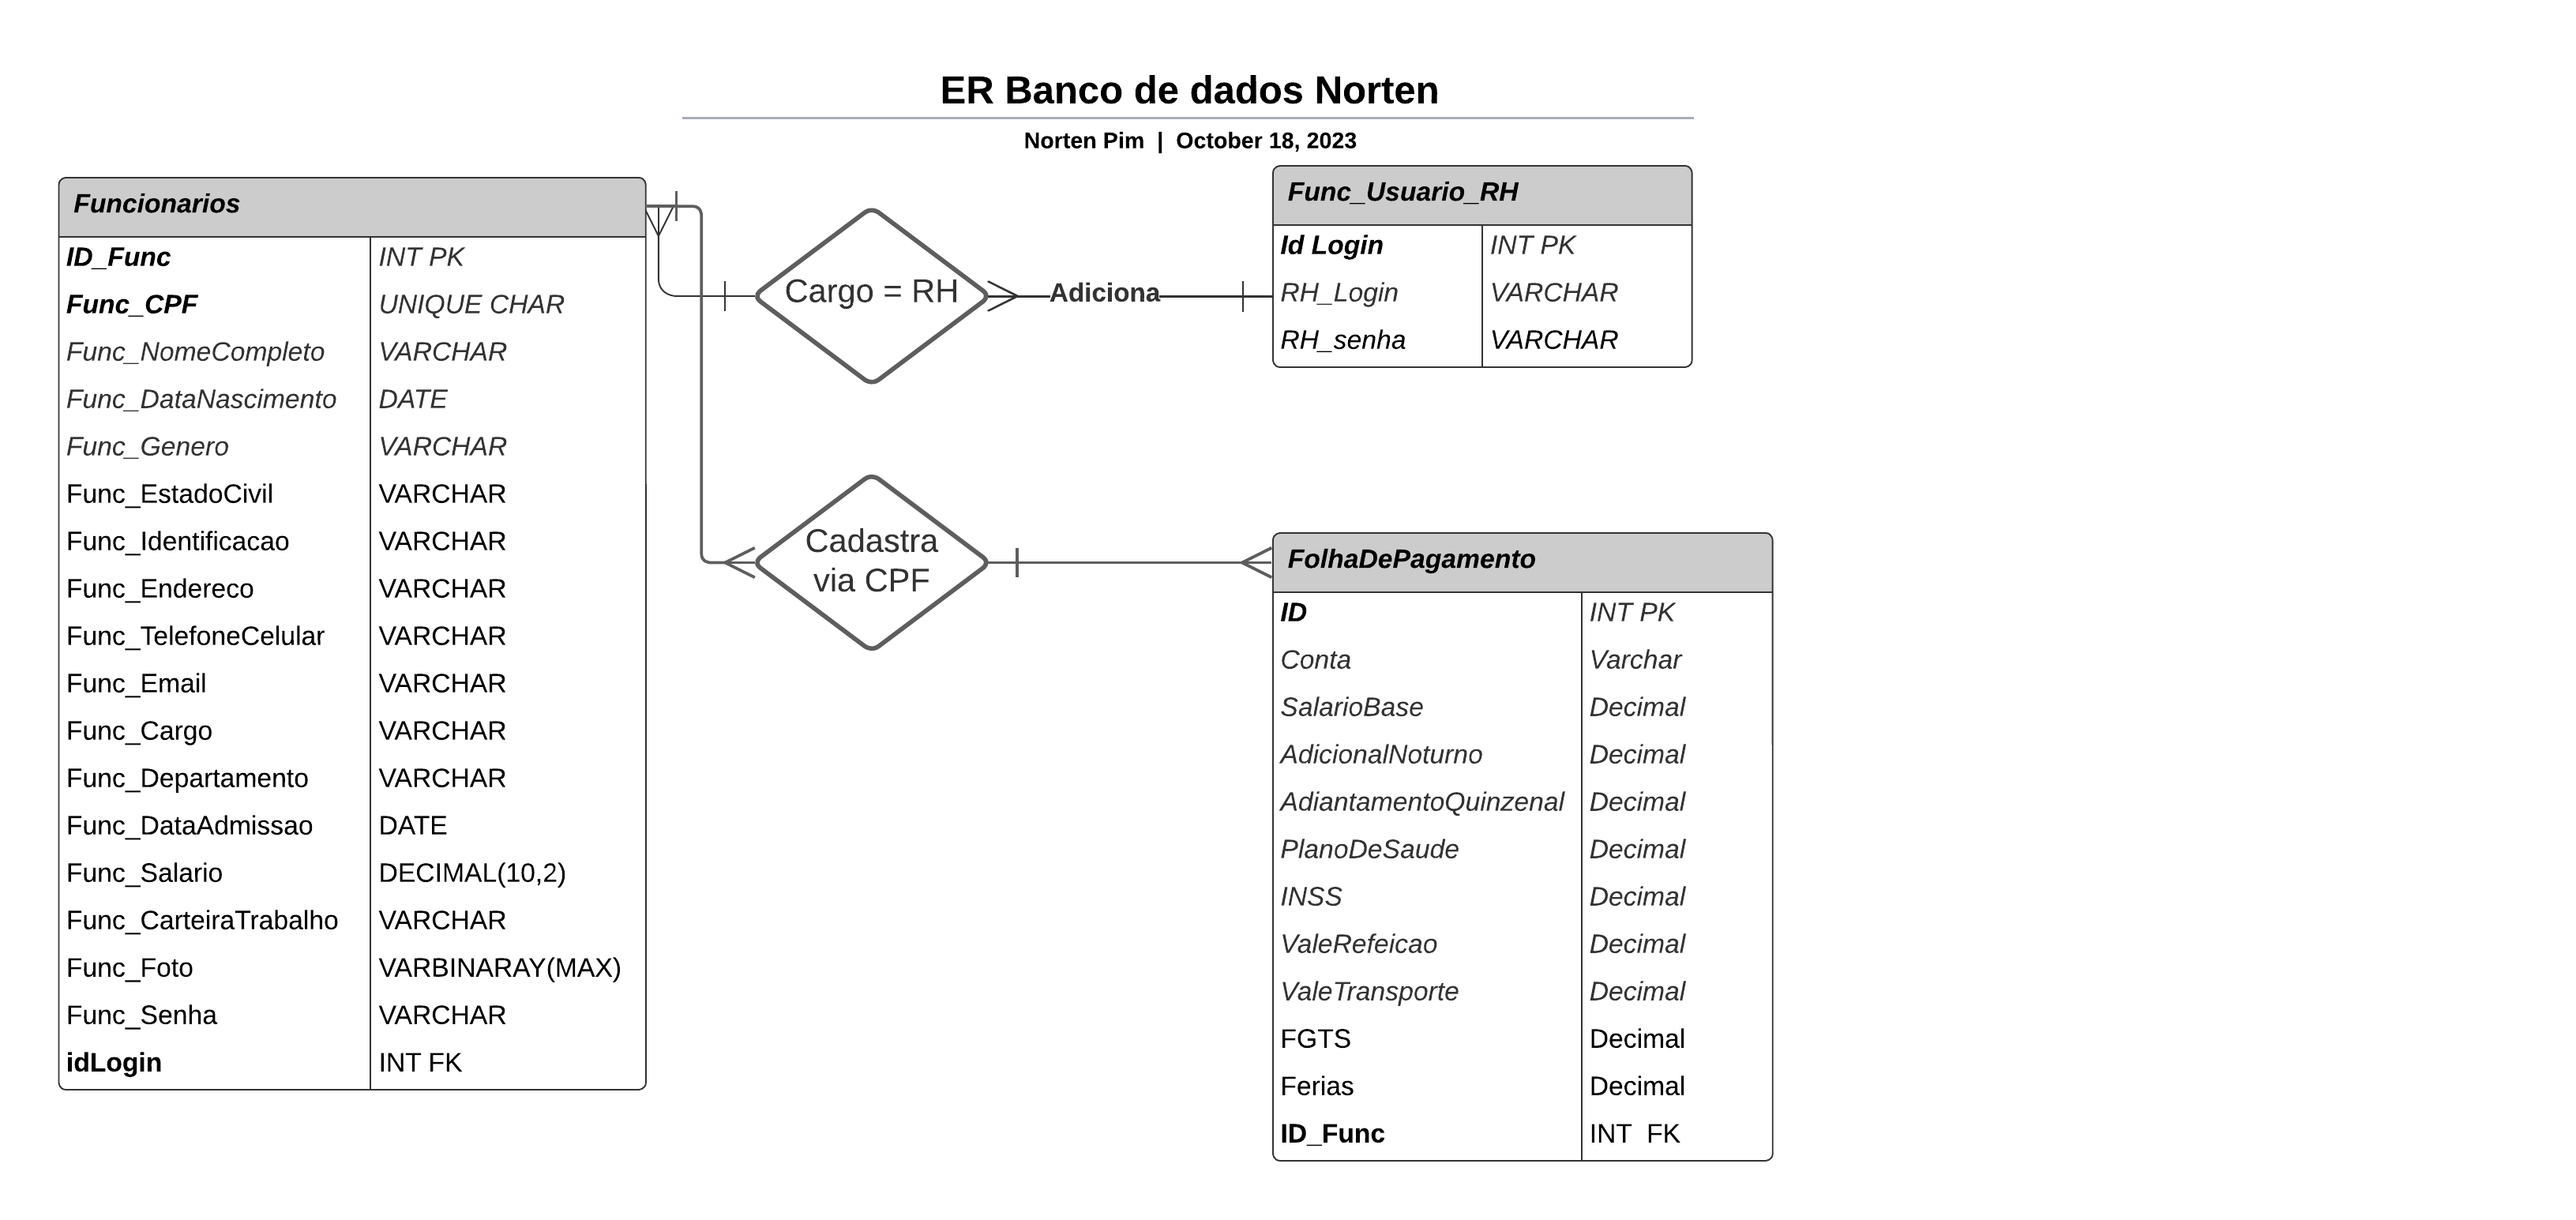 ER Banco de dados Norten
Norten Pim | October 18, 2023
Funcionarios
ID_Func INT PK
Func_CPF UNIQUE CHAR
Func_NomeCompleto VARCHAR
Func_DataNascimento DATE
Func_Genero VARCHAR
Func_EstadoCivil VARCHAR
Func_Identificacao VARCHAR
Func_Endereco VARCHAR
Func_TelefoneCelular VARCHAR
Func_Email VARCHAR
Func_Cargo VARCHAR
Func_Departamento VARCHAR
Func_DataAdmissao DATE
Func_Salario DECIMAL(10,2)
Func_CarteiraTrabalho VARCHAR
Func_Foto VARBINARAY(MAX)
Func_Senha VARCHAR
idLogin INT FK
Cargo = RH
Adiciona
Func_Usuario_RH
Id Login INT PK
RH_Login VARCHAR
RH_senha VARCHAR
Cadastra
via CPF
FolhaDePagamento
ID INT PK
Conta Varchar
SalarioBase Decimal
AdicionalNoturno Decimal
AdiantamentoQuinzenal Decimal
PlanoDeSaude Decimal
INSS Decimal
ValeRefeicao Decimal
ValeTransporte Decimal
FGTS Decimal
Ferias Decimal
ID_Func INT FK